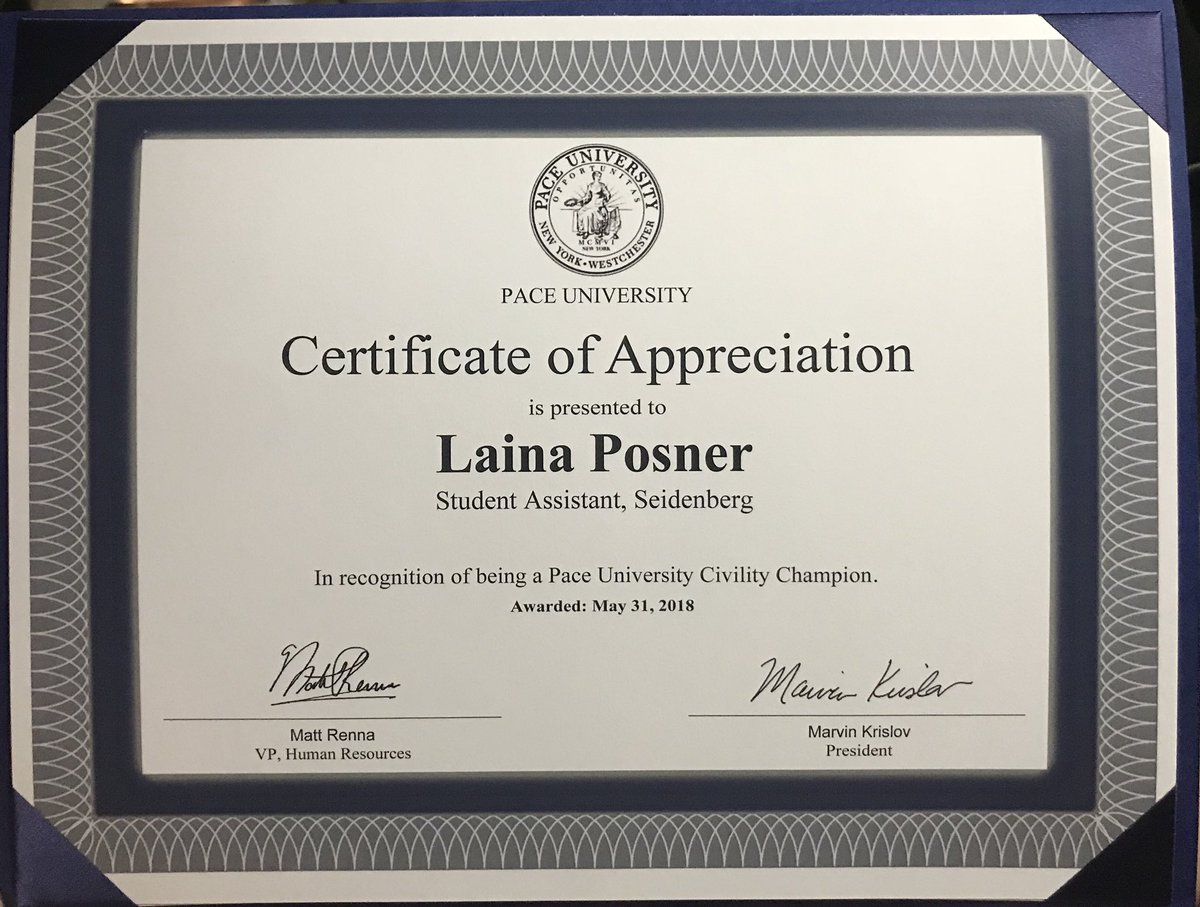 PACE UNIVERSITY
OPPORTUNITAS
MCMVI
NEW YORK
NEW YORK • WESTCHESTER
PACE UNIVERSITY
Certificate of Appreciation
is presented to
Laina Posner
Student Assistant, Seidenberg
In recognition of being a Pace University Civility Champion.
Awarded: May 31, 2018
Matt Renna
Marvin Krislov
Matt Renna
VP, Human Resources
Marvin Krislov
President